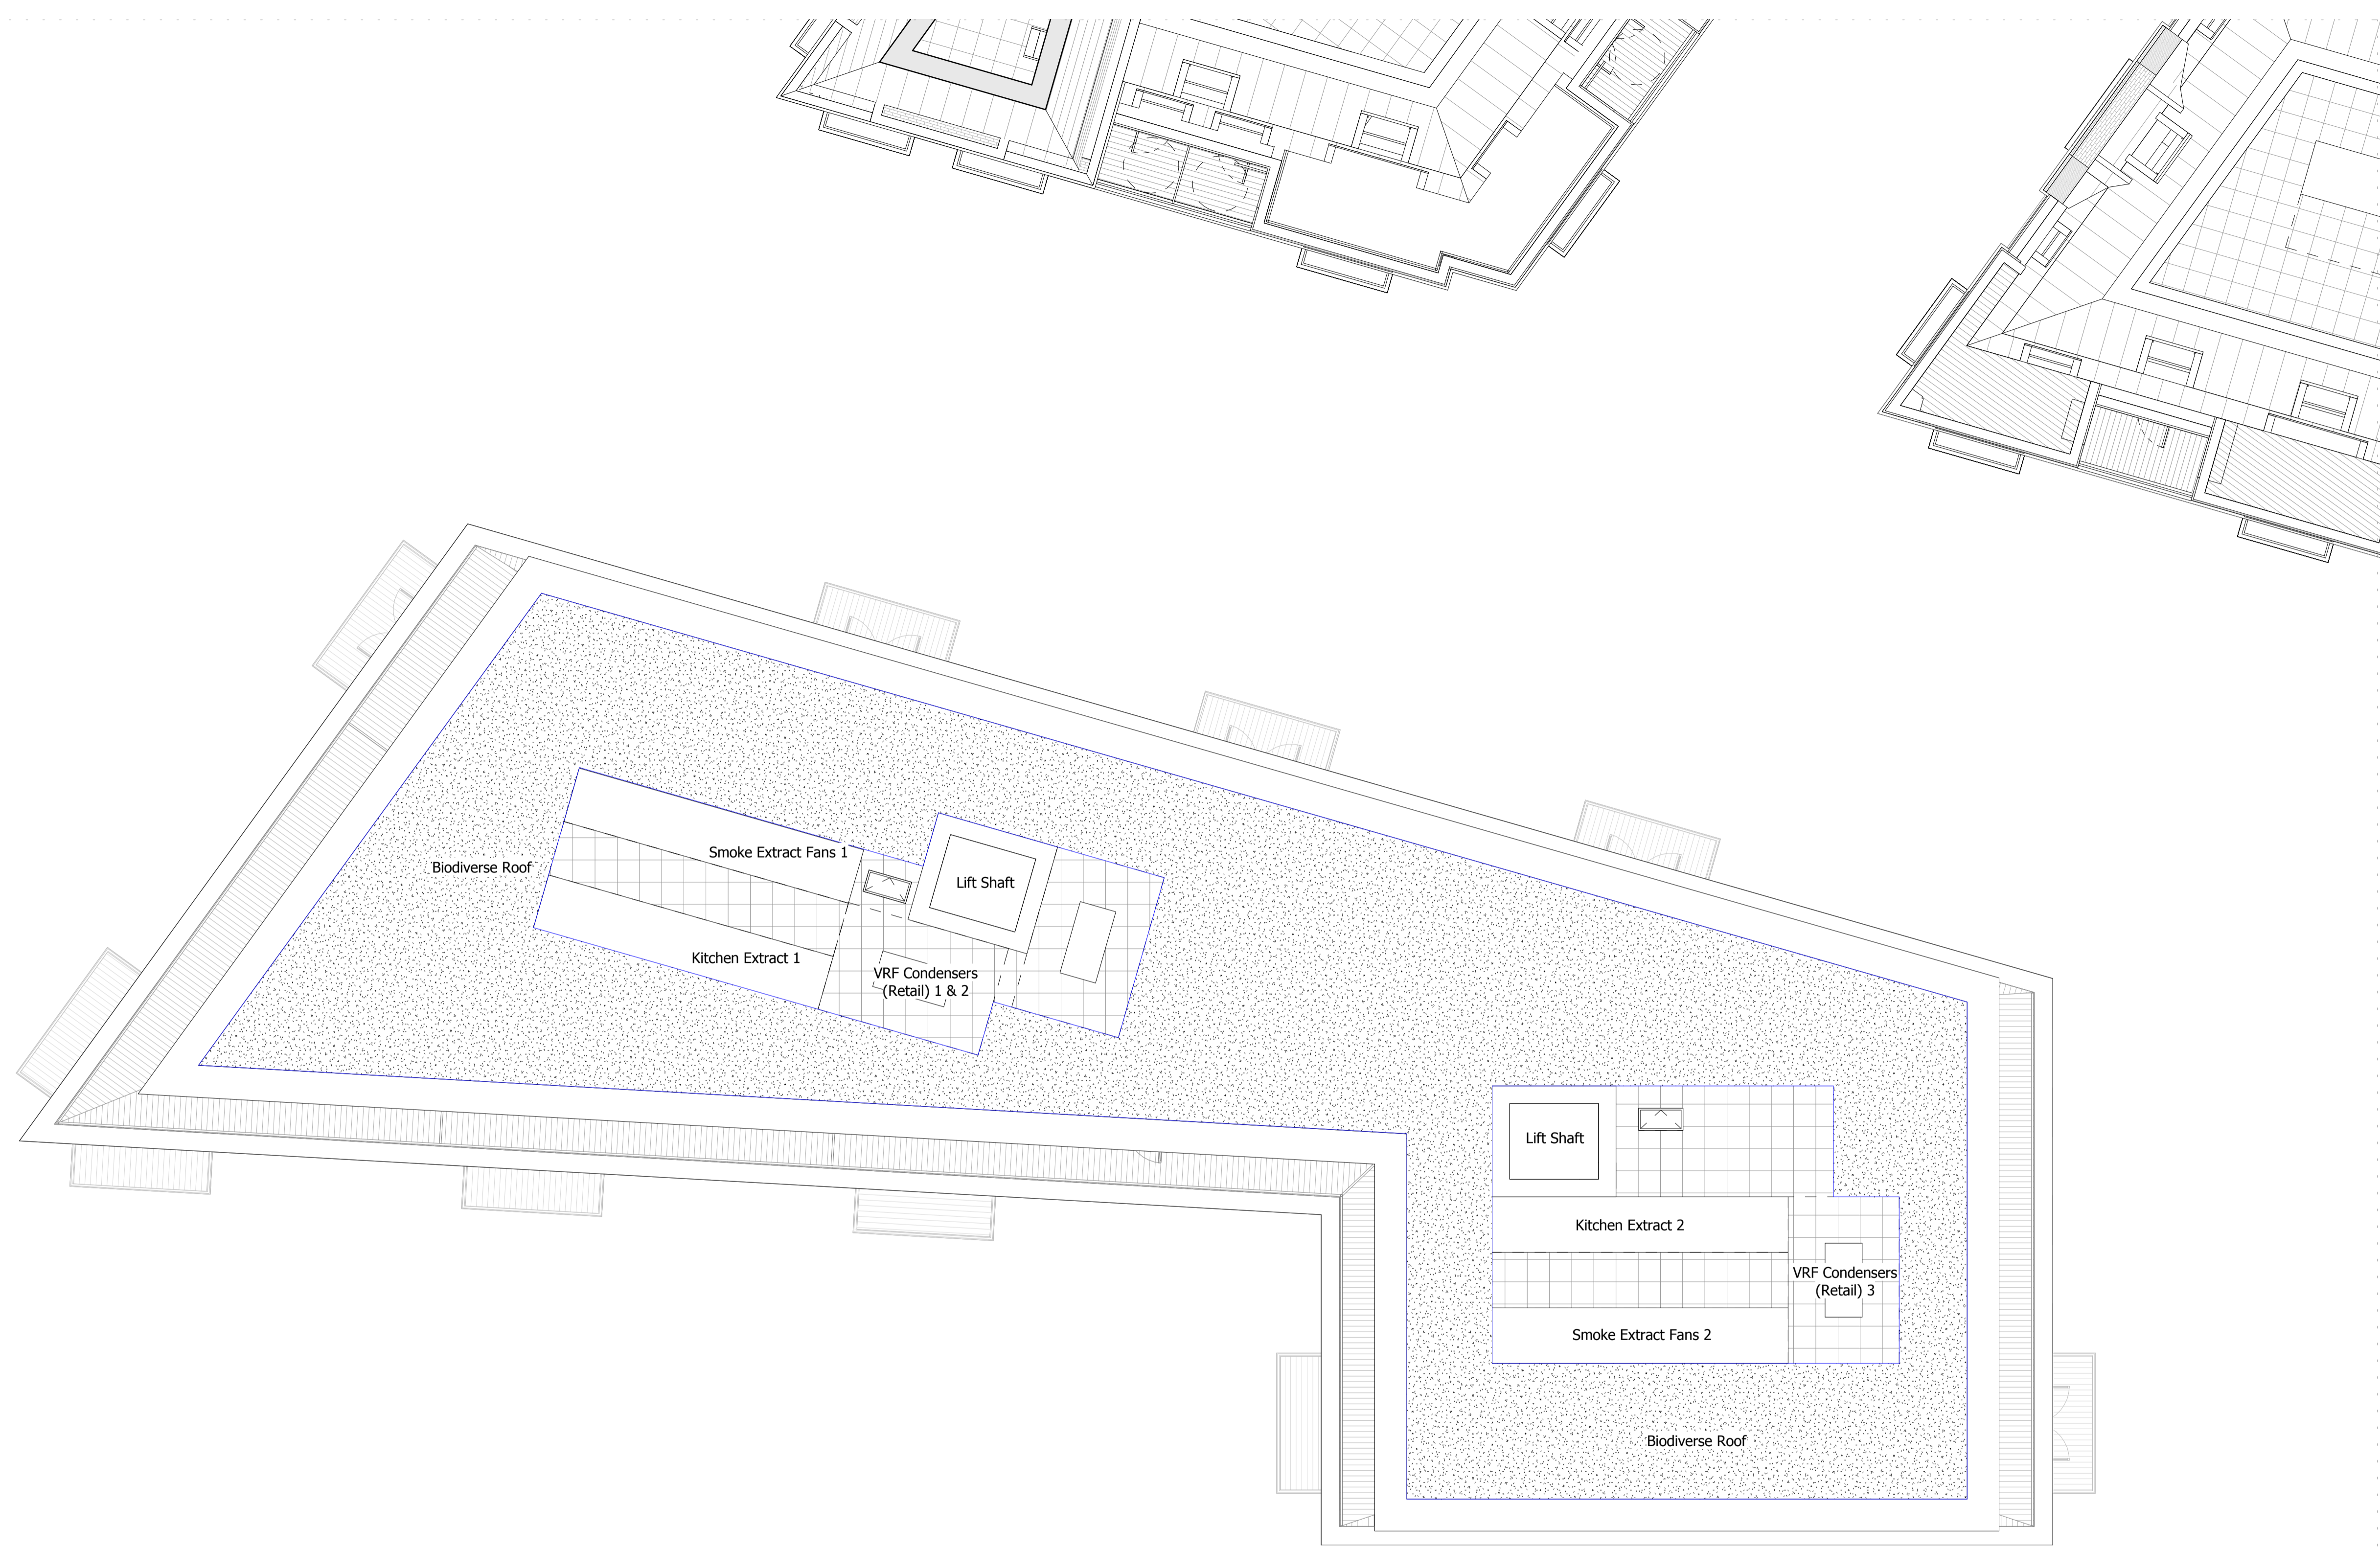 Smoke Extract Fans 1
Biodiverse Roof
Lift Shaft
Kitchen Extract 1
VRF Condensers
(Retail) 1 & 2
Lift Shaft
Kitchen Extract 2
VRF Condensers
(Retail) 3
Smoke Extract Fans 2
Biodiverse Roof